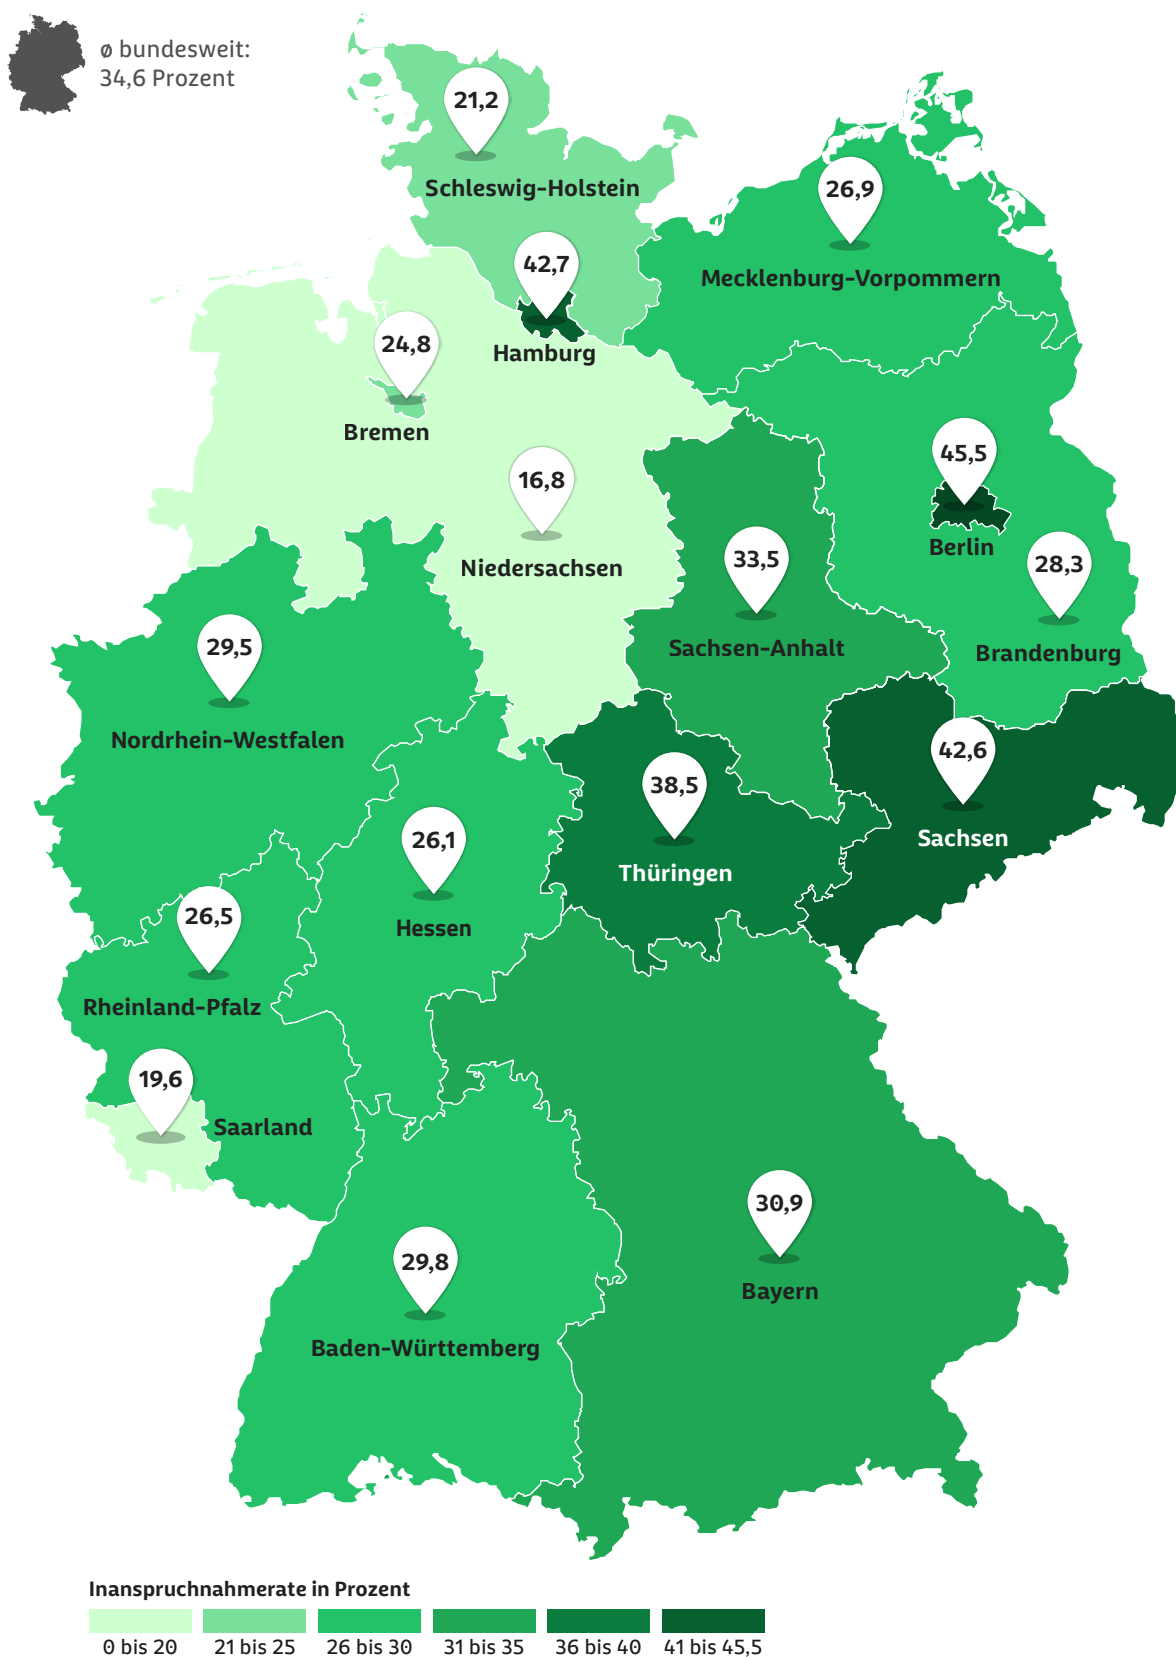 ø bundesweit:
34,6 Prozent
21,2
Schleswig-Holstein
26,9
Mecklenburg-Vorpommern
42,7
Hamburg
24,8
Bremen
16,8
Niedersachsen
45,5
Berlin
33,5
Sachsen-Anhalt
28,3
Brandenburg
29,5
Nordrhein-Westfalen
42,6
Sachsen
38,5
Thüringen
26,1
Hessen
26,5
Rheinland-Pfalz
19,6
Saarland
30,9
Bayern
29,8
Baden-Württemberg
Inanspruchnahmerate in Prozent
0 bis 20
21 bis 25
26 bis 30
31 bis 35
36 bis 40
41 bis 45,5